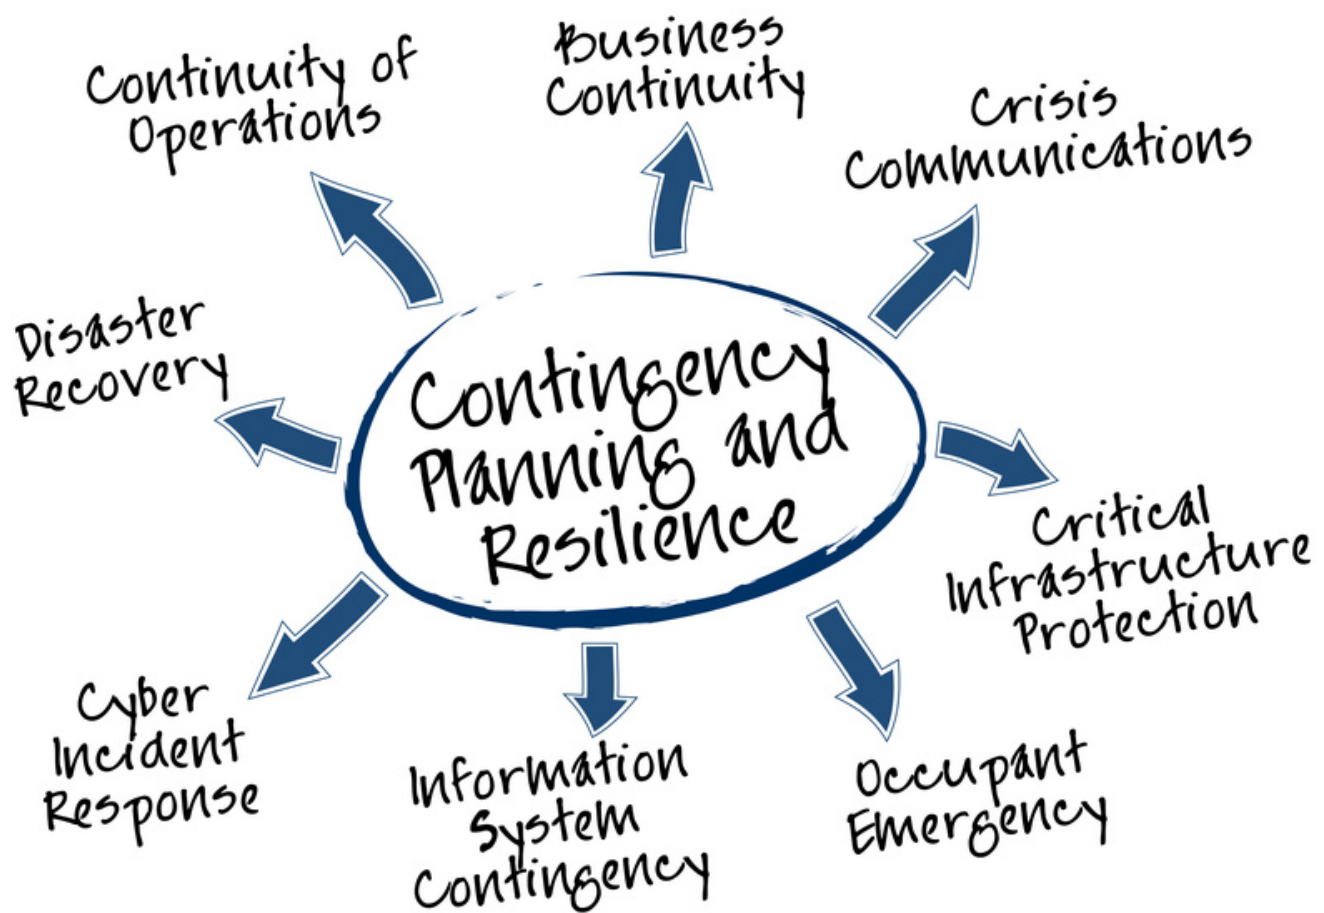 Continuity of
Operations
Business
Continuity
Crisis
Communications
Disaster
Recovery
Contingency
Planning and
Resilience
Critical
Infrastructure
Protection
Cyber
Incident
Response
Information
System
Contingency
Occupant
Emergency